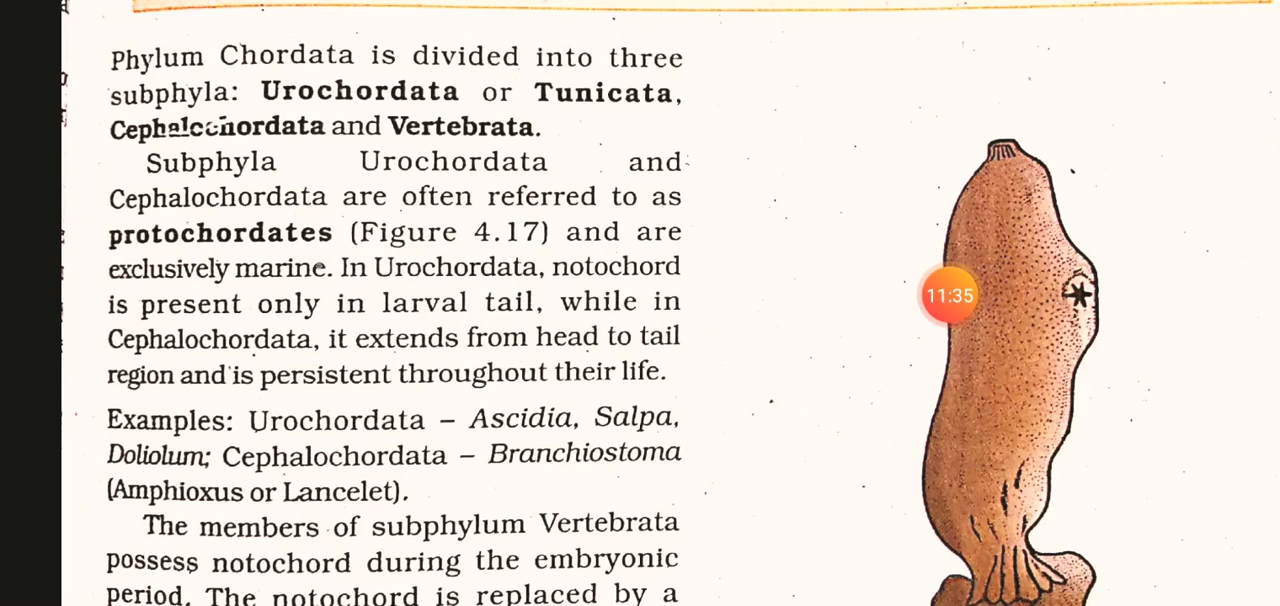 Phylum Chordata is divided into three
subphyla: Urochordata or Tunicata,
Cephalochordata and Vertebrata.
Subphyla Urochordata and
Cephalochordata are often referred to as
protochordates (Figure 4.17) and are
exclusively marine. In Urochordata, notochord
is present only in larval tail, while in
Cephalochordata, it extends from head to tail
region and is persistent throughout their life.
Examples: Urochordata – Ascidia, Salpa,
Doliolum; Cephalochordata – Branchiostoma
(Amphioxus or Lancelet).
The members of subphylum Vertebrata
possess notochord during the embryonic
period. The notochord is replaced by a
11:35